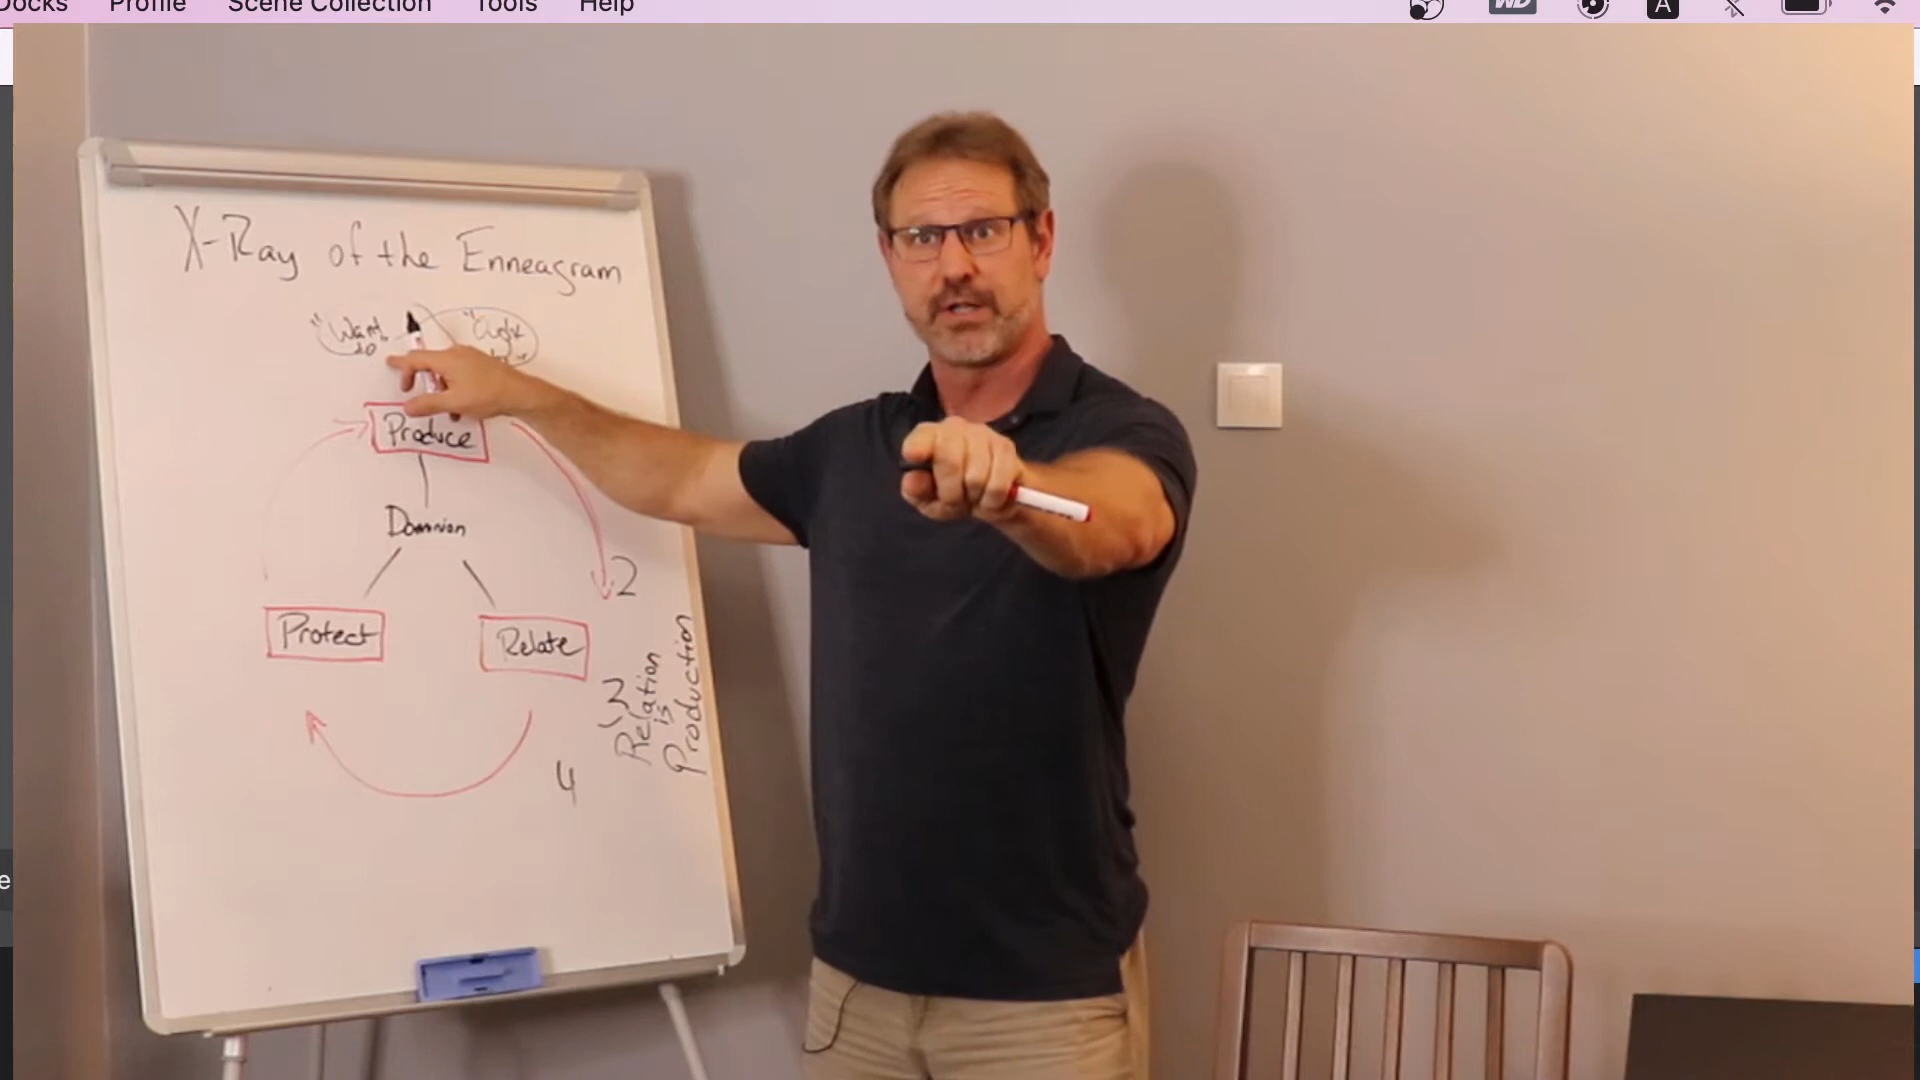 Docks Profile Scene Collection Tools Help
WD
A
X-Ray of the Enneagram
"Want
to"
Produce
Dominion
2
Protect
Relate
3
Relation
is
Production
4
e